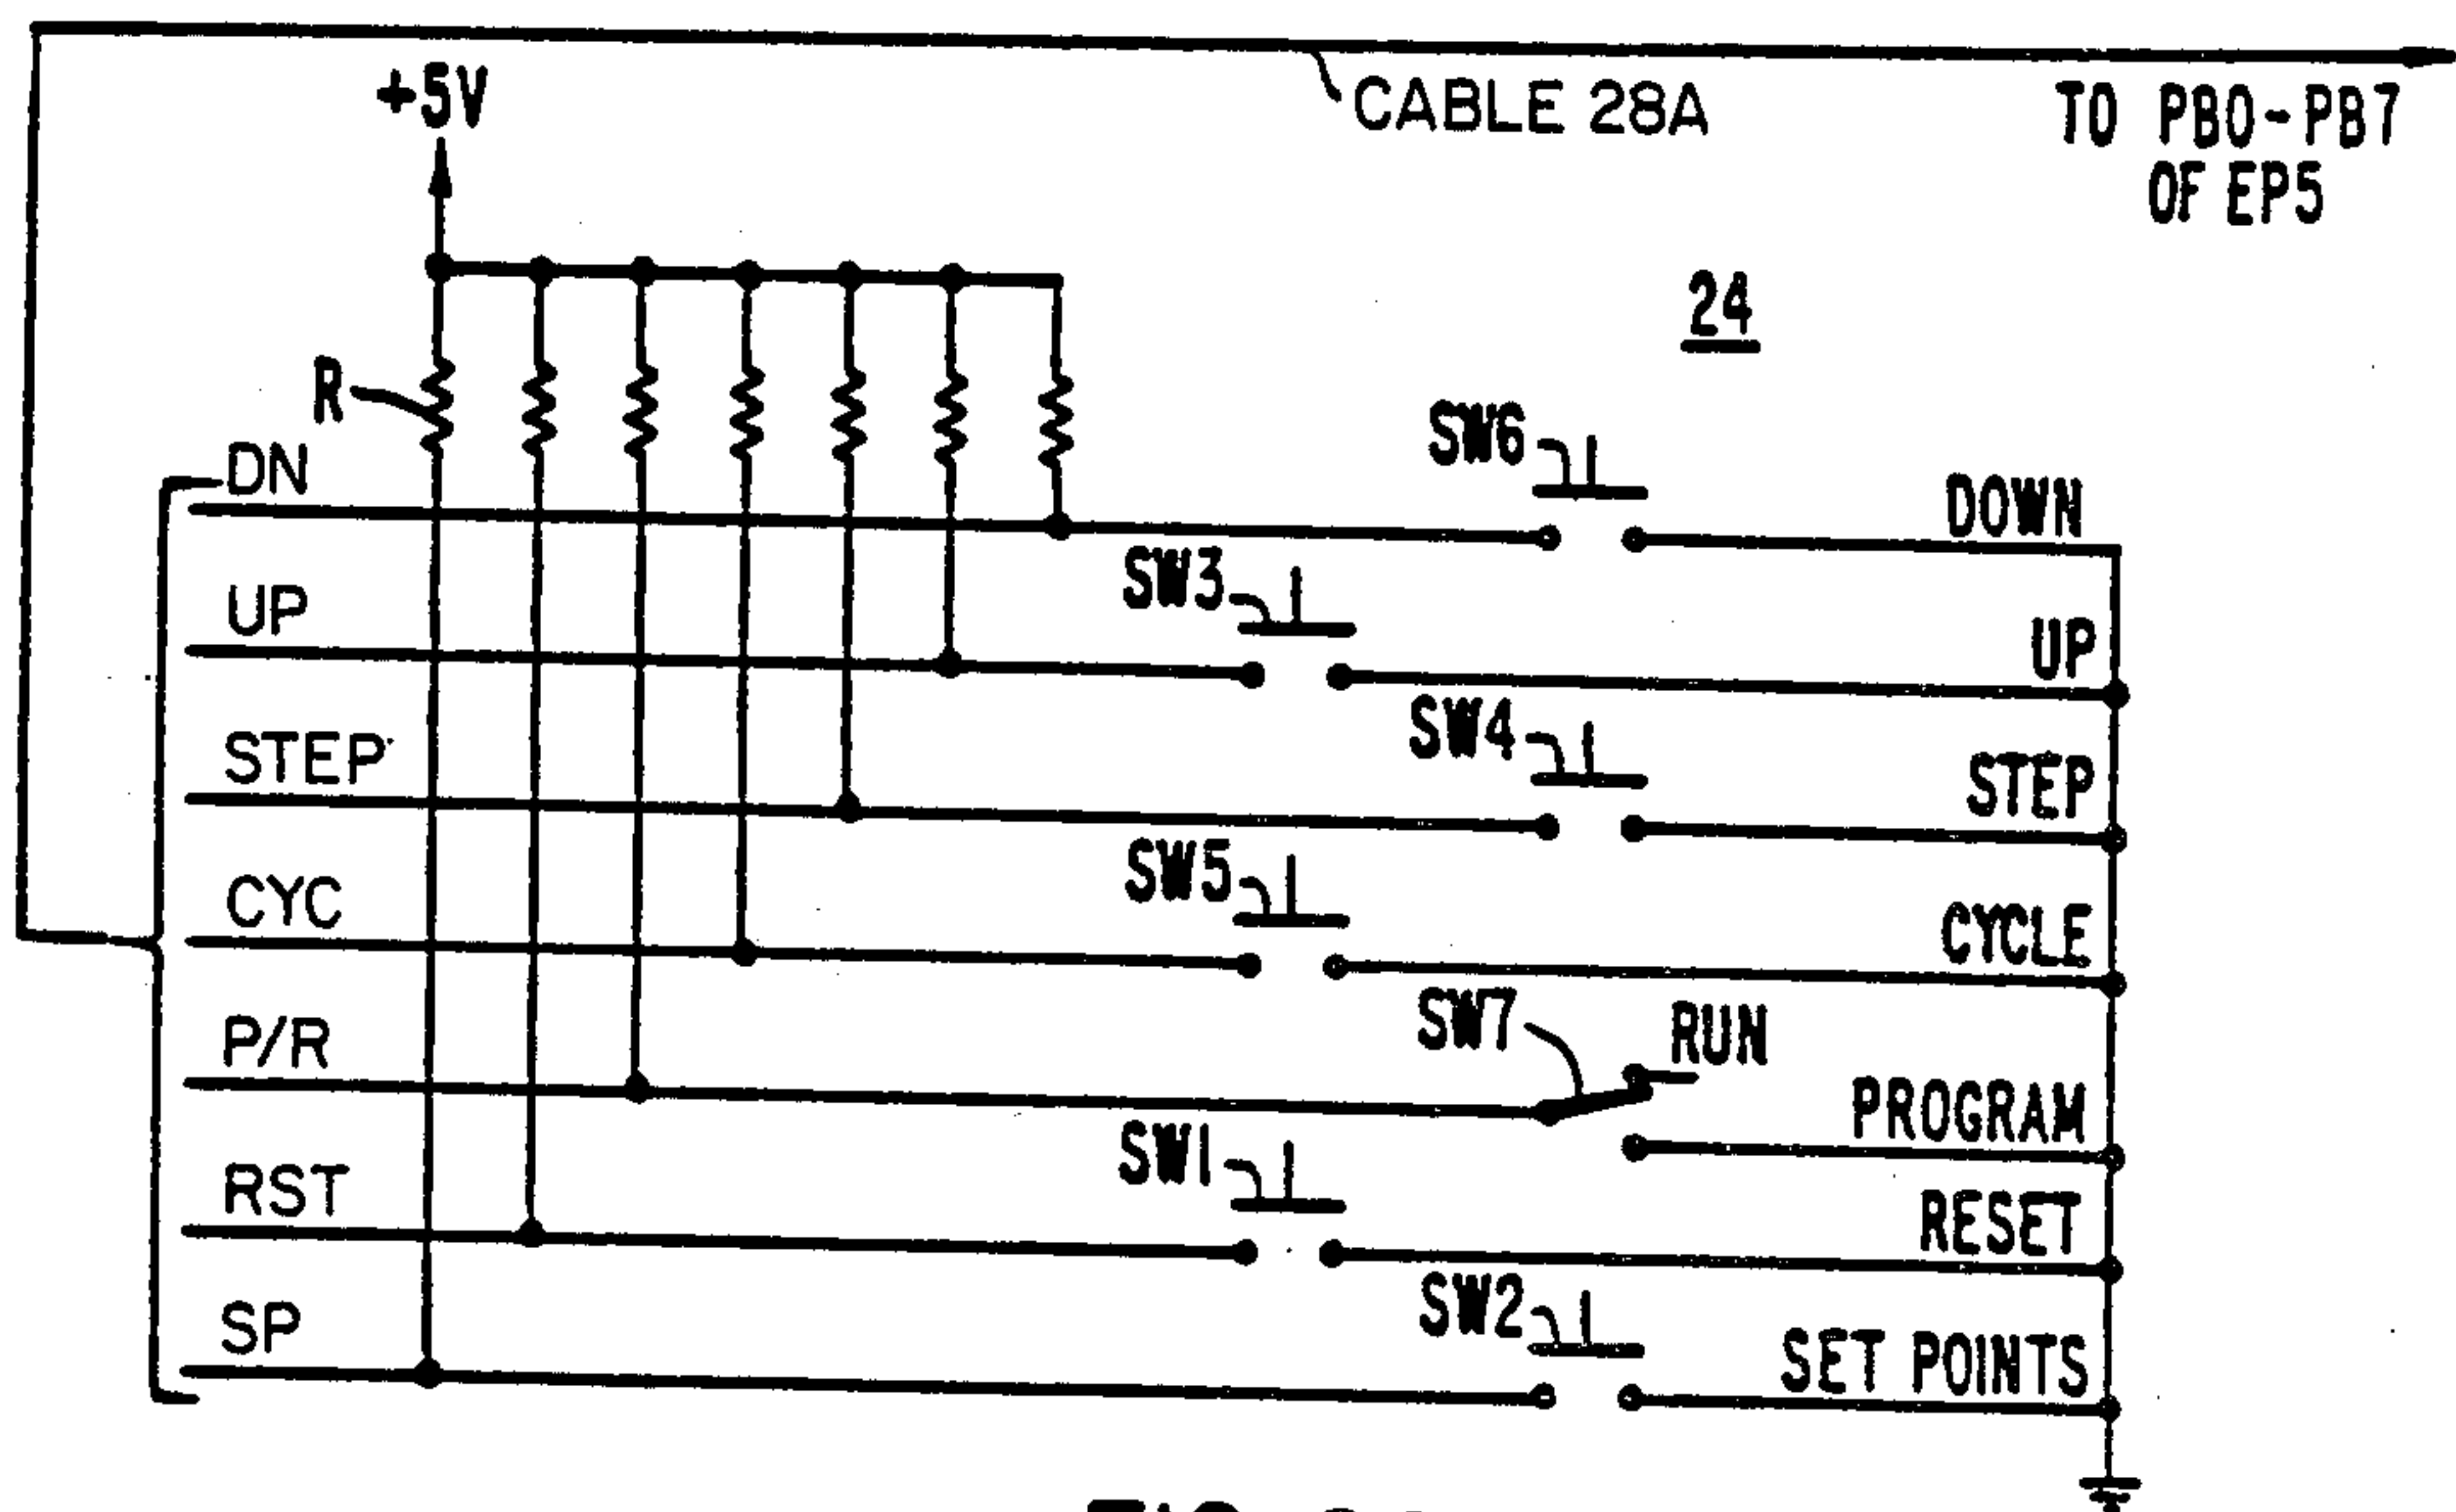 +5V
CABLE 28A
TO PB0-PB7
OF EP5
24
R
SW6
DN
DOWN
SW3
UP
UP
SW4
STEP
STEP
SW5
CYC
CYCLE
SW7
RUN
P/R
PROGRAM
SW1
RST
RESET
SW2
SP
SET POINTS